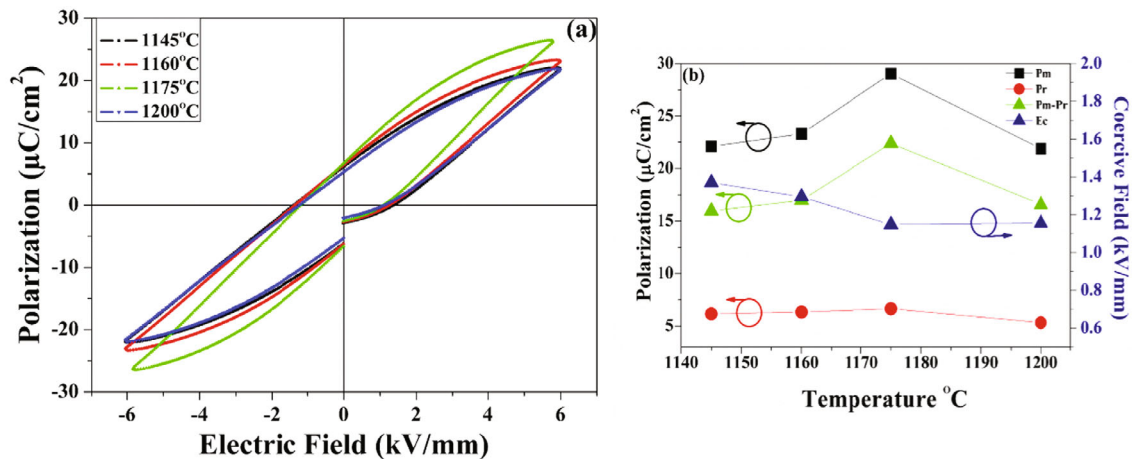 (a)
1145°C
1160°C
1175°C
1200°C
30
20
10
0
-10
-20
-30
-6
-4
-2
0
2
4
6
Polarization (µC/cm²)
Electric Field (kV/mm)
(b)
Pm
Pr
Pm-Pr
Ec
30
25
20
15
10
5
2.0
1.8
1.6
1.4
1.2
1.0
0.8
0.6
1140
1150
1160
1170
1180
1190
1200
Polarization (µC/cm²)
Coercive Field (kV/mm)
Temperature °C